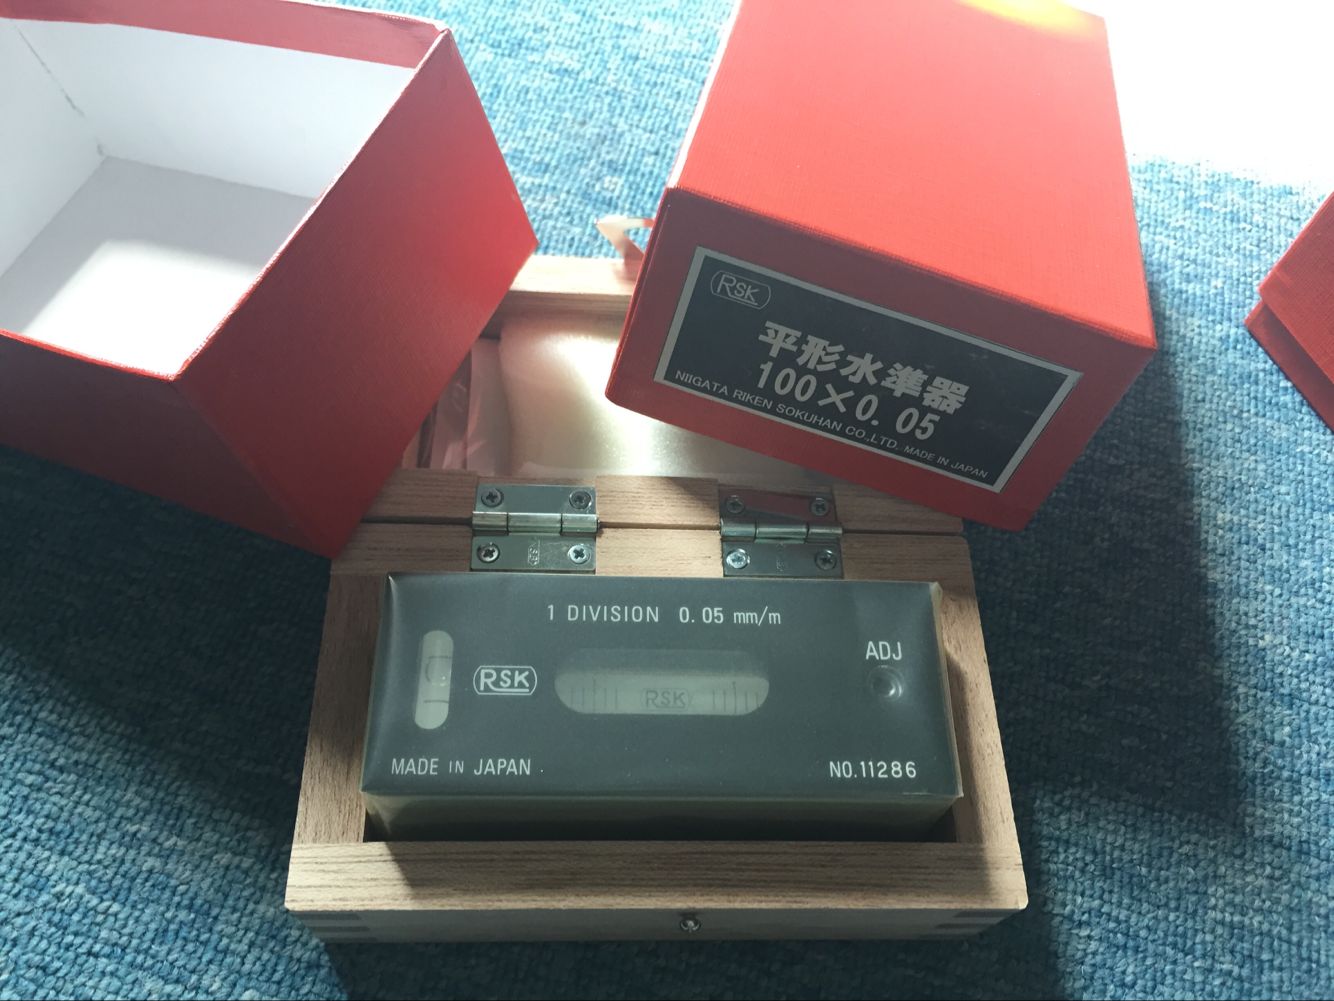 RSK
平形水準器
100×0.05
NIIGATA RIKEN SOKUHAN CO.,LTD. MADE IN JAPAN
1 DIVISION 0.05 mm/m
ADJ
RSK
RSK
MADE IN JAPAN
NO.11286